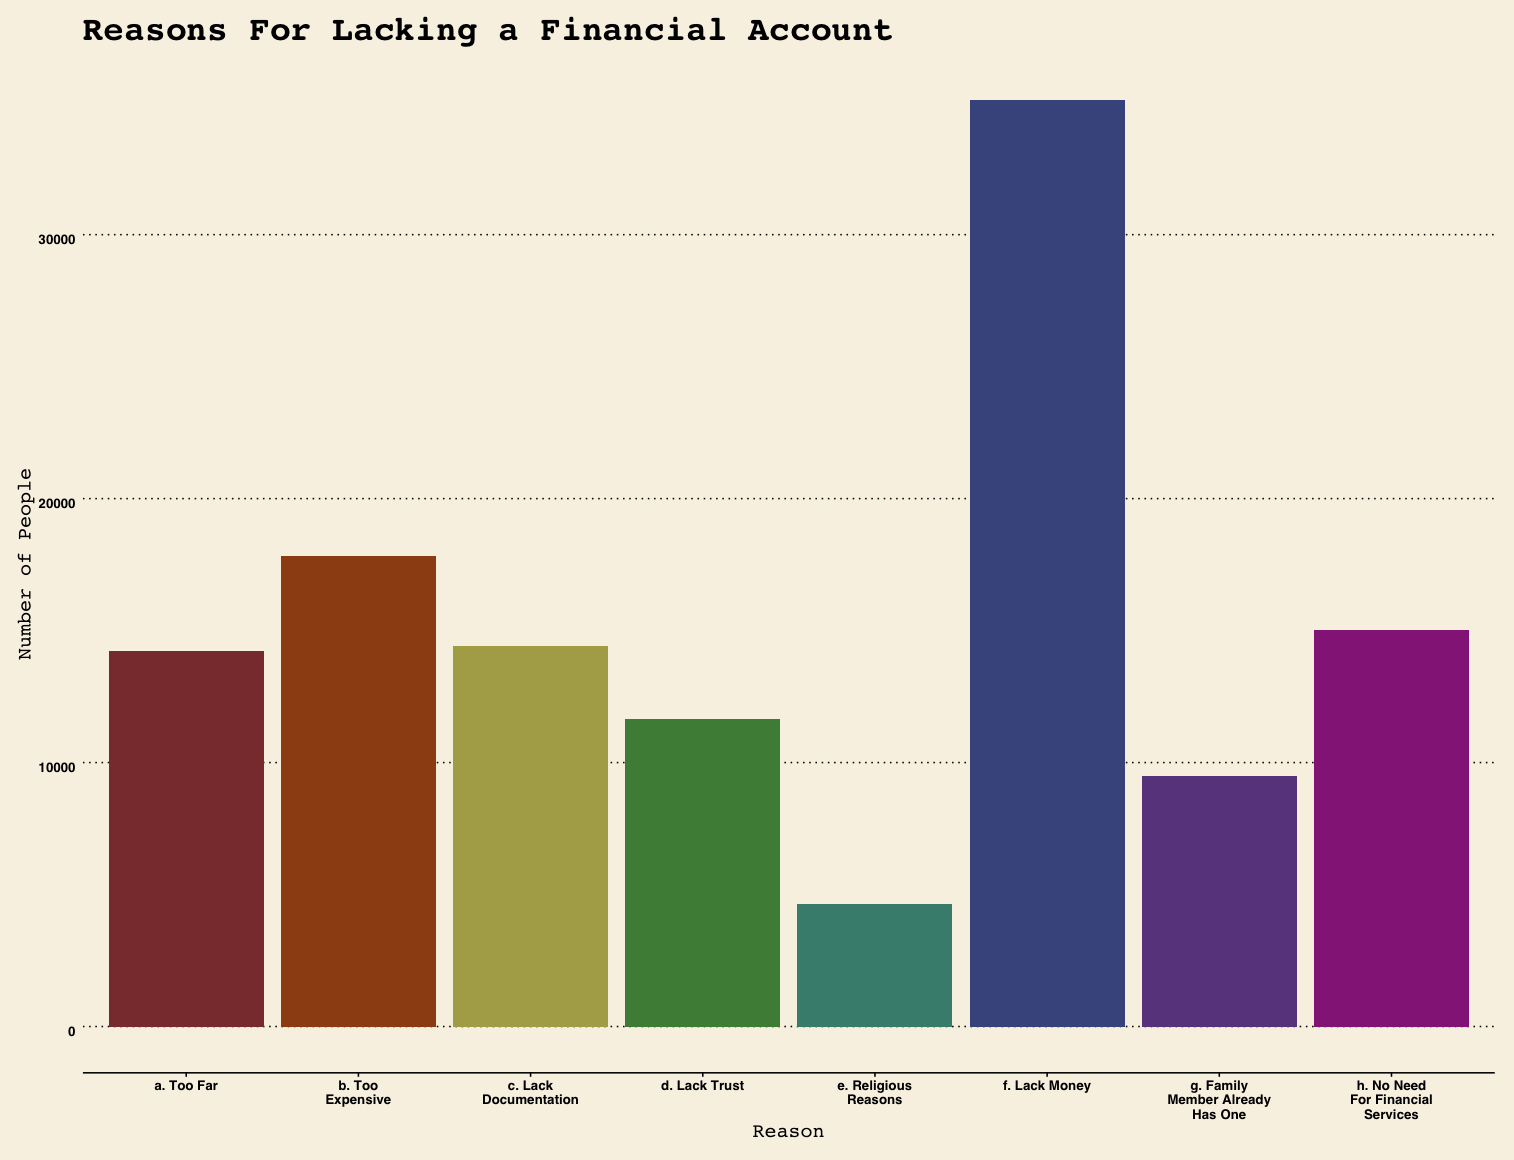 Reasons For Lacking a Financial Account
Number of People
30000
20000
10000
0
a. Too Far
b. Too
Expensive
c. Lack
Documentation
d. Lack Trust
e. Religious
Reasons
f. Lack Money
g. Family
Member Already
Has One
h. No Need
For Financial
Services
Reason